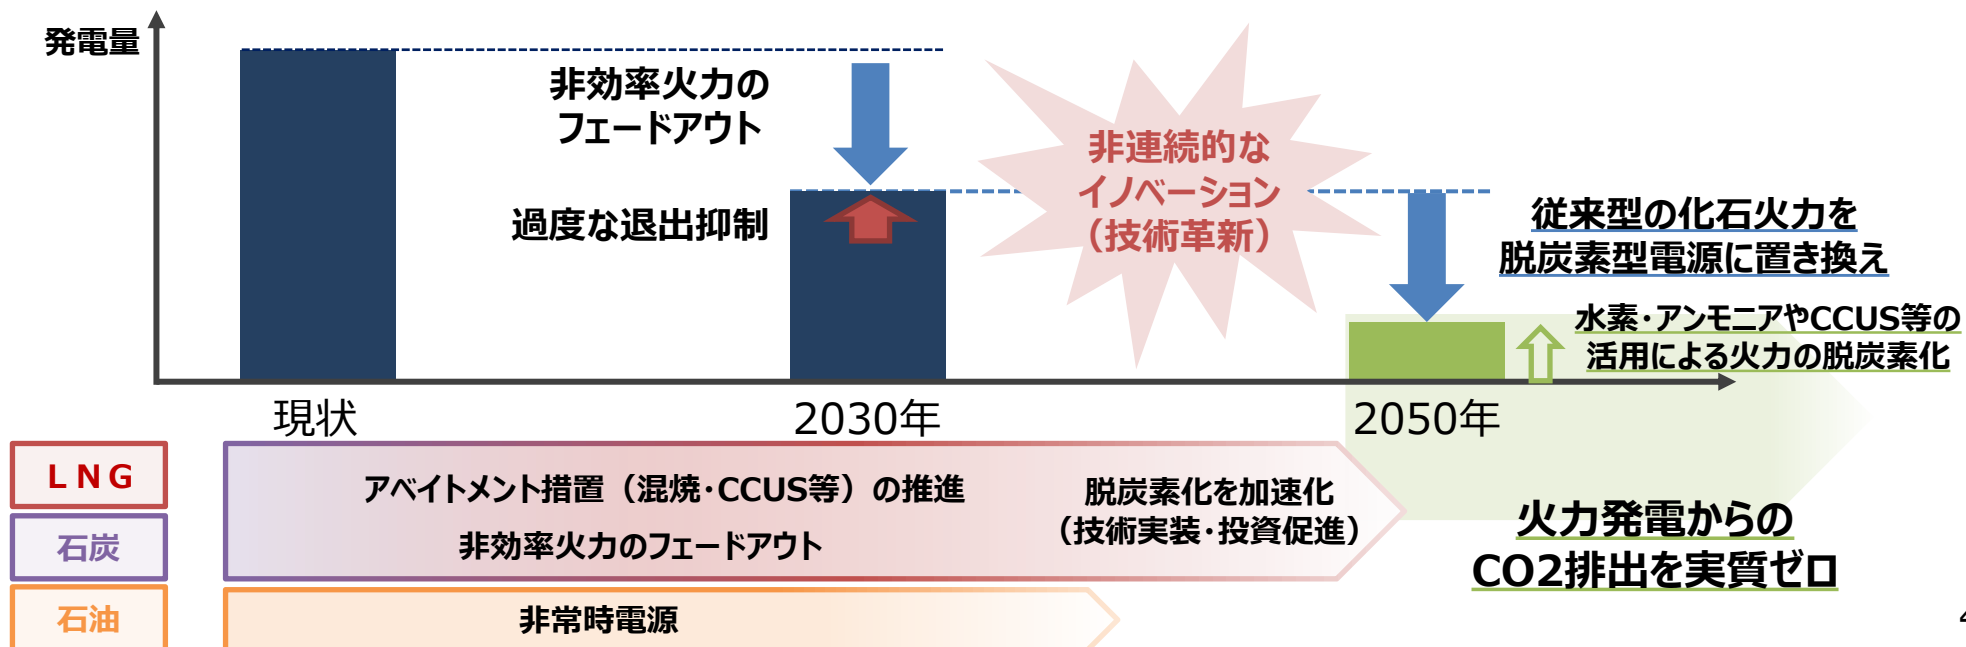 発電量
非効率火力の
フェードアウト
過度な退出抑制
非連続的な
イノベーション
（技術革新）
従来型の化石火力を
脱炭素型電源に置き換え
水素・アンモニアやCCUS等の
活用による火力の脱炭素化
現状
2030年
2050年
ＬＮＧ
石炭
石油
アベイトメント措置（混焼・CCUS等）の推進
非効率火力のフェードアウト
脱炭素化を加速化
（技術実装・投資促進）
非常時電源
火力発電からの
CO2排出を実質ゼロ